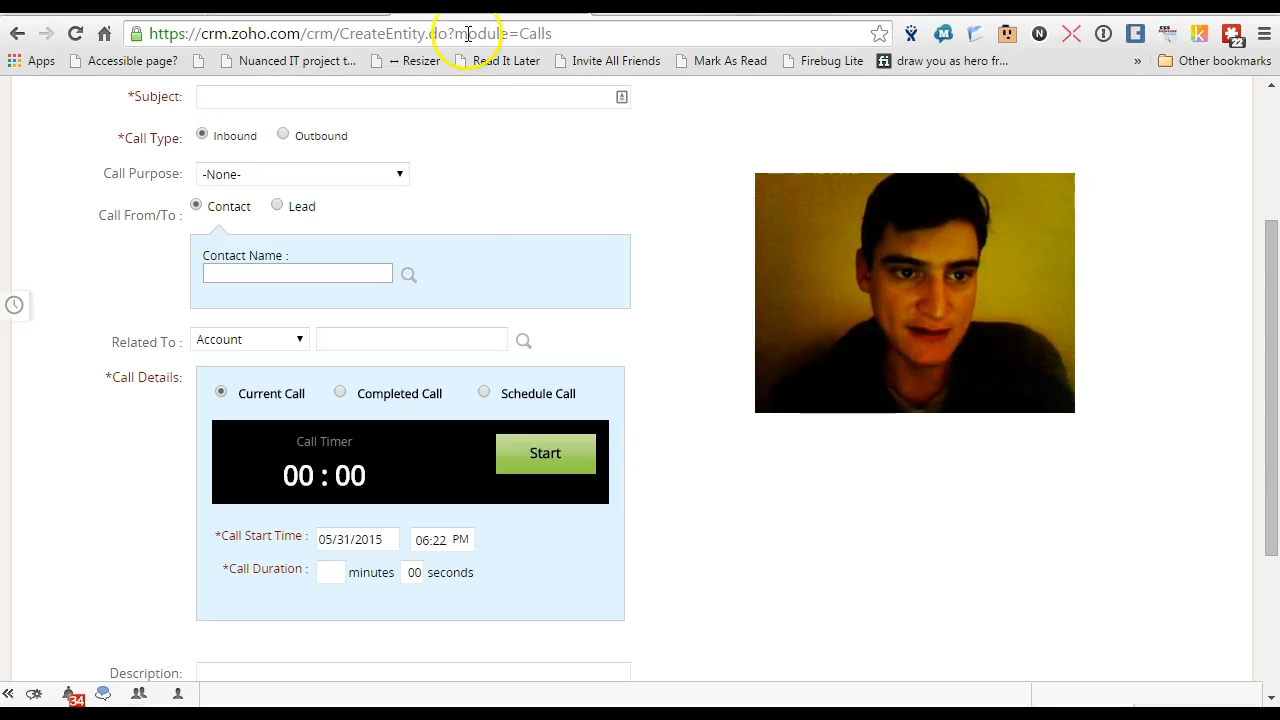 https://crm.zoho.com/crm/CreateEntity.do?module=Calls
22
Apps Accessible page? Nuanced IT project t... Resizer Read It Later Invite All Friends Mark As Read Firebug Lite draw you as hero fr... » Other bookmarks
*Subject:
*Call Type: Inbound Outbound
Call Purpose: -None-
Call From/To : Contact Lead
Contact Name :
Related To : Account
*Call Details: Current Call Completed Call Schedule Call
Call Timer
00 : 00
Start
*Call Start Time : 05/31/2015 06:22 PM
*Call Duration : minutes 00 seconds
Description:
34